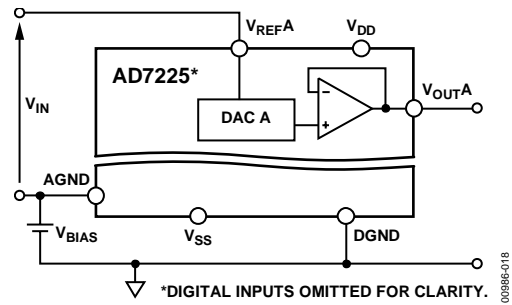 VREFA
VDD
AD7225*
VOUTA
VIN
DAC A
−
+
AGND
VBIAS
VSS
DGND
*DIGITAL INPUTS OMITTED FOR CLARITY.
00986-018